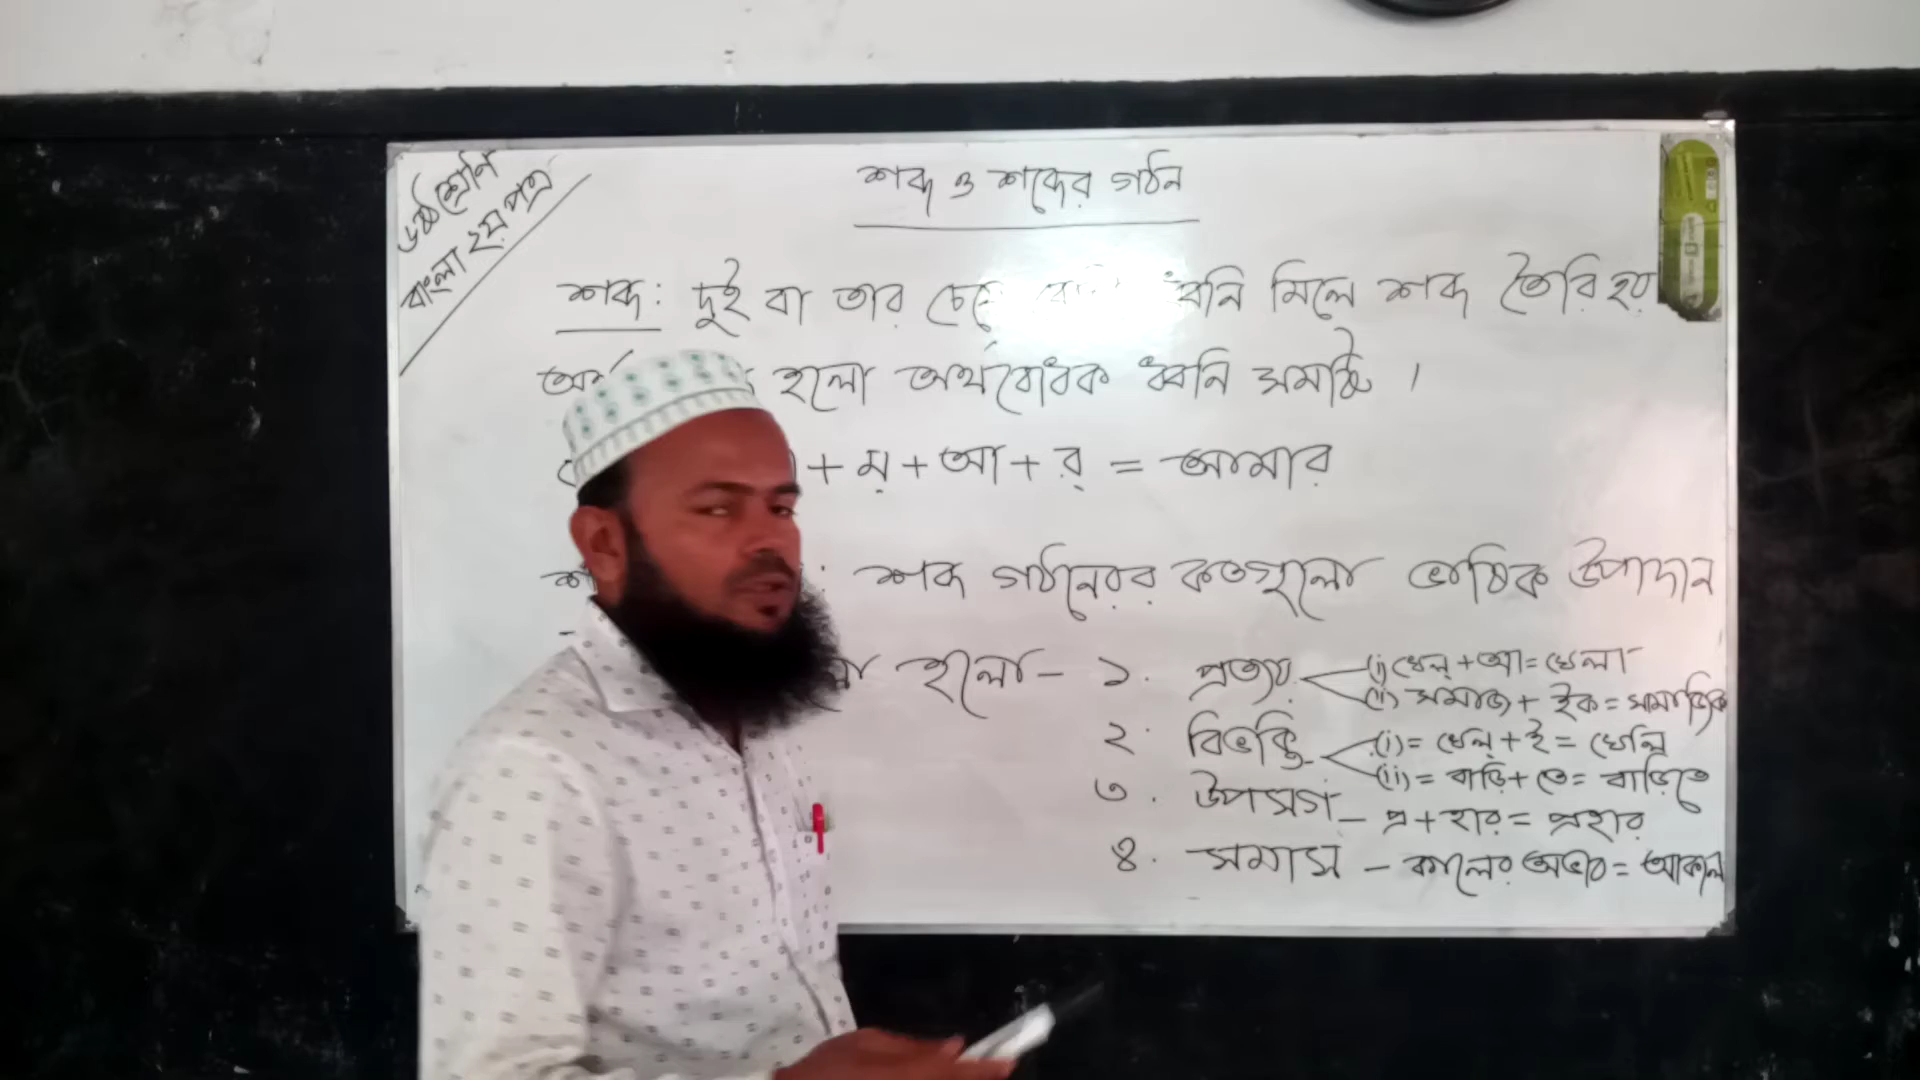 ৬ষ্ঠ শ্রেণি
বাংলা ২য় পত্র
শব্দ ও শব্দের গঠন
শব্দ: দুই বা তার চেয়ে বেশি ধ্বনি মিলে শব্দ তৈরি হয়
হলো অর্থবোধক ধ্বনি সমষ্টি ।
+ ম্ + আ + র্ = আমার
: শব্দ গঠনের কতগুলো ভাষিক উপাদান
হলো - ১. প্রত্যয় (i) খেল্ + আ = খেলা
(ii) সমাজ + ইক = সামাজিক
২. বিভক্তি (i) = খেল্ + ই = খেলি
(ii) = বাড়ি + তে = বাড়িতে
৩. উপসর্গ - প্র + হার = প্রহার
৪. সমাস - কালের অভাব = আকাল